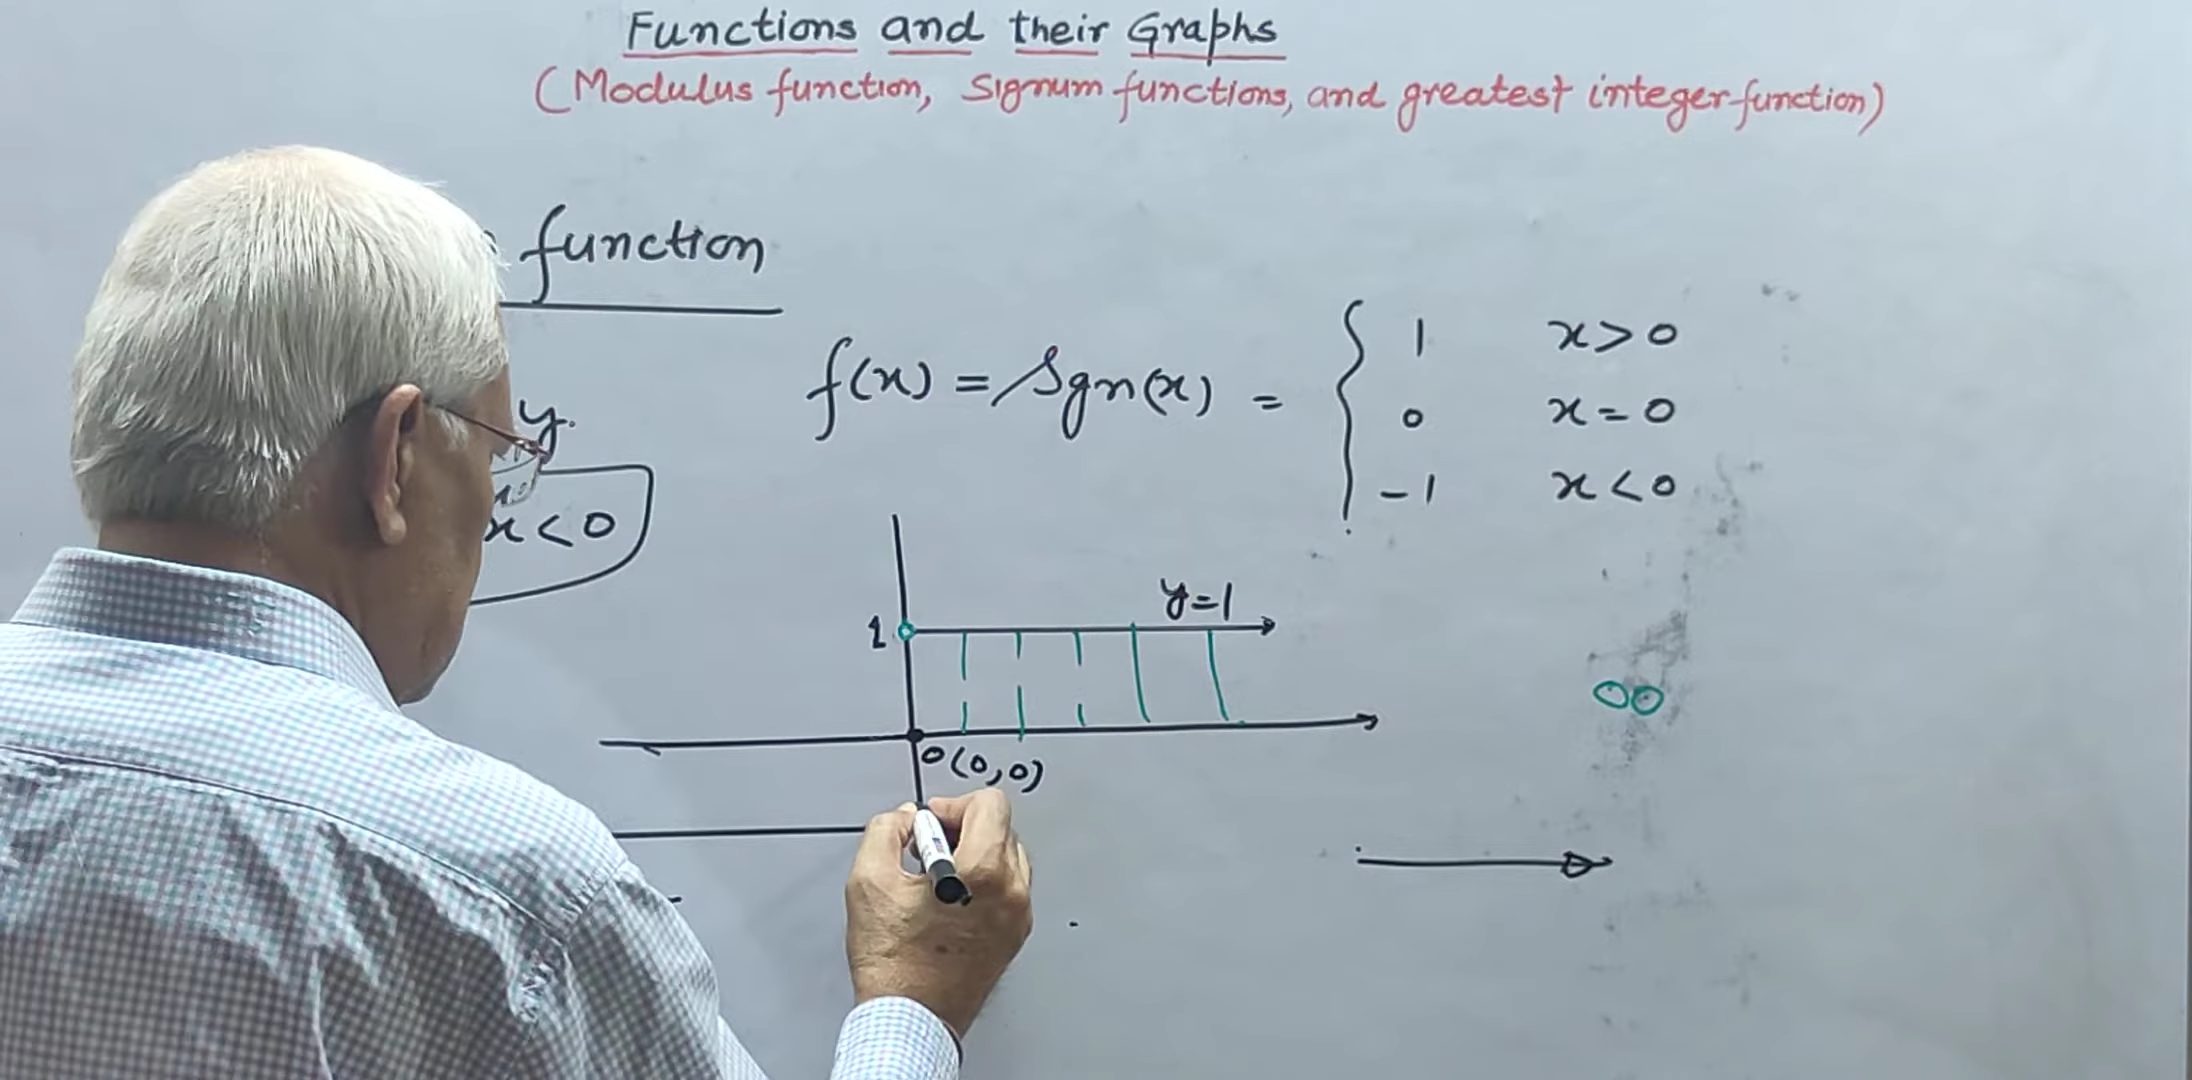 Functions and their Graphs
(Modulus function, Signum functions, and greatest integer function)
function
y.
x<0
f(x) = Sgn(x) = { 1 x>0
0 x=0
-1 x<0
y=1
1
0(0,0)